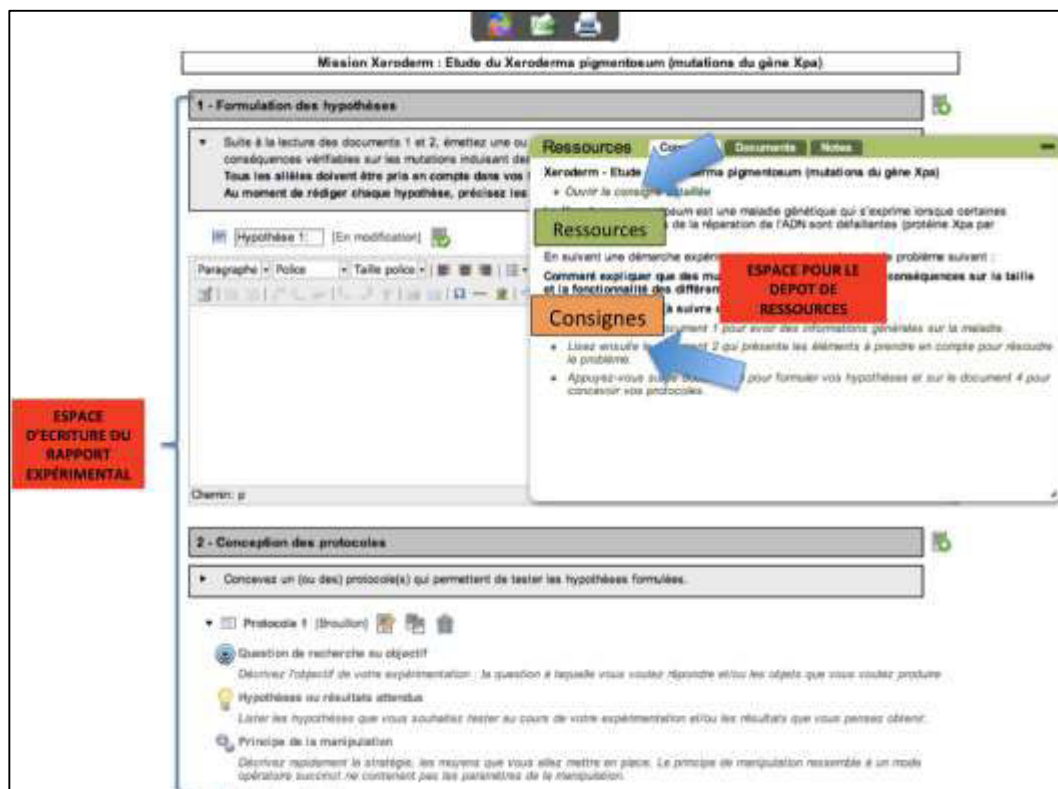 Mission Xeroderm : Etude du Xeroderma pigmentosum (mutations du gène Xpa)
1 - Formulation des hypothèses
Suite à la lecture des documents 1 et 2, émettez une ou
conséquences vérifiables sur les mutations induisant des
Tous les allèles doivent être pris en compte dans vos
Au moment de rédiger chaque hypothèse, précisez les
Hypothèse 1: [En modification]
Paragraphe Police Taille police
Chemin: p
Ressources Documents Notes
Xeroderm - Etude pigmentosum (mutations du gène Xpa)
Ouvrir la consigne détaillée
est une maladie génétique qui s'exprime lorsque certaines
Ressources
de la réparation de l'ADN sont défaillantes (protéine Xpa par
En suivant une démarche problème suivant :
Comment expliquer que des conséquences sur la taille
et la fonctionnalité des
ESPACE POUR LE
DEPOT DE
RESSOURCES
à suivre
Consignes
1 pour avoir des informations générales sur la maladie.
Lisez ensuite le 2 qui présente les éléments à prendre en compte pour résoudre
le problème.
Appuyez-vous pour formuler vos hypothèses et sur le document 4 pour
concevoir vos protocoles.
ESPACE
D'ECRITURE DU
RAPPORT
EXPÉRIMENTAL
2 - Conception des protocoles
Concevez un (ou des) protocole(s) qui permettent de tester les hypothèses formulées.
Protocole 1 (Brouillon)
Question de recherche ou objectif
Décrivez l'objectif de votre expérimentation : la question à laquelle vous voulez répondre et/ou les objets que vous voulez produire
Hypothèses ou résultats attendus
Lister les hypothèses que vous souhaitez tester au cours de votre expérimentation et/ou les résultats que vous pensez obtenir.
Principe de la manipulation
Décrivez rapidement la stratégie, les moyens que vous allez mettre en place. Le principe de manipulation ressemble à un mode
opératoire succinct ne contenant pas les paramètres de la manipulation.